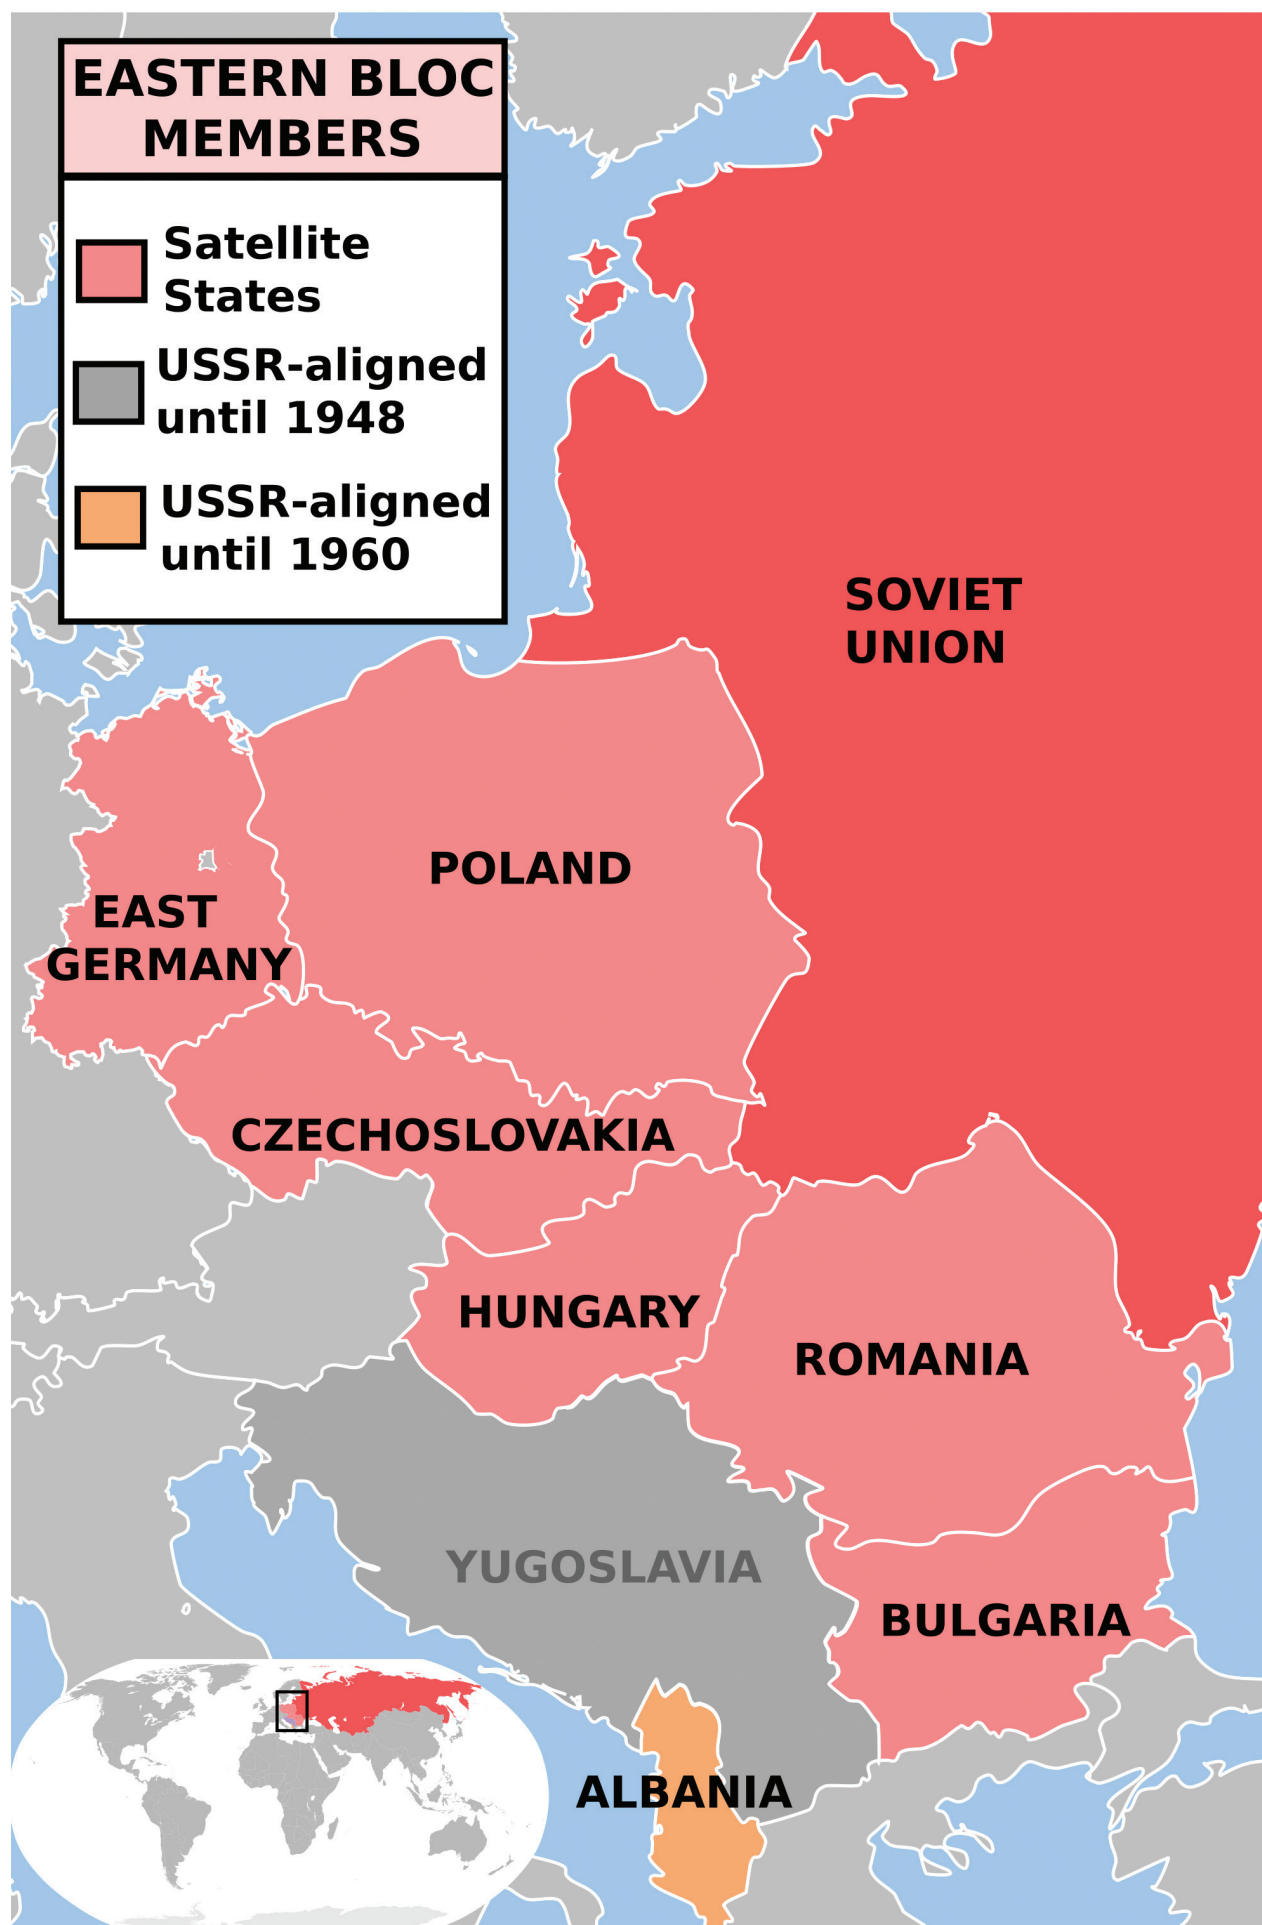 EASTERN BLOC
MEMBERS
Satellite
States
USSR-aligned
until 1948
USSR-aligned
until 1960
SOVIET
UNION
POLAND
EAST
GERMANY
CZECHOSLOVAKIA
HUNGARY
ROMANIA
YUGOSLAVIA
BULGARIA
ALBANIA